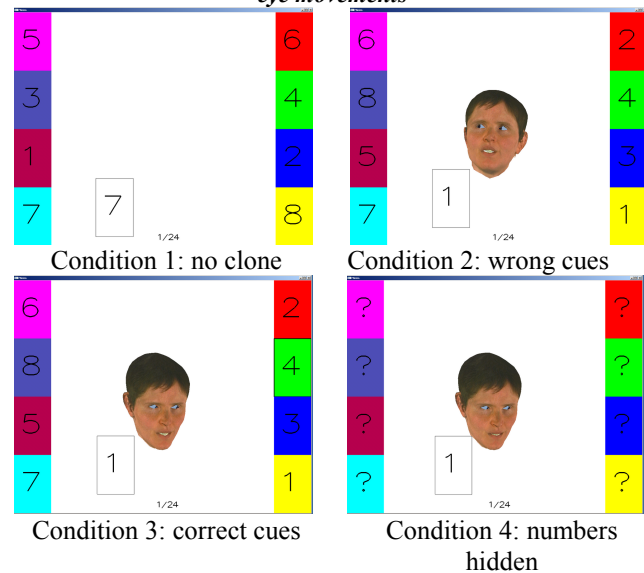 eye movements
5 6 6 2
3 4 8 4
1 2 5 3
7 7 8 7 1 1
1/24 1/24
Condition 1: no clone Condition 2: wrong cues
6 2 ? ?
8 4 ? ?
5 3 ? ?
7 1 1 ? 1 ?
1/24 1/24
Condition 3: correct cues Condition 4: numbers
hidden